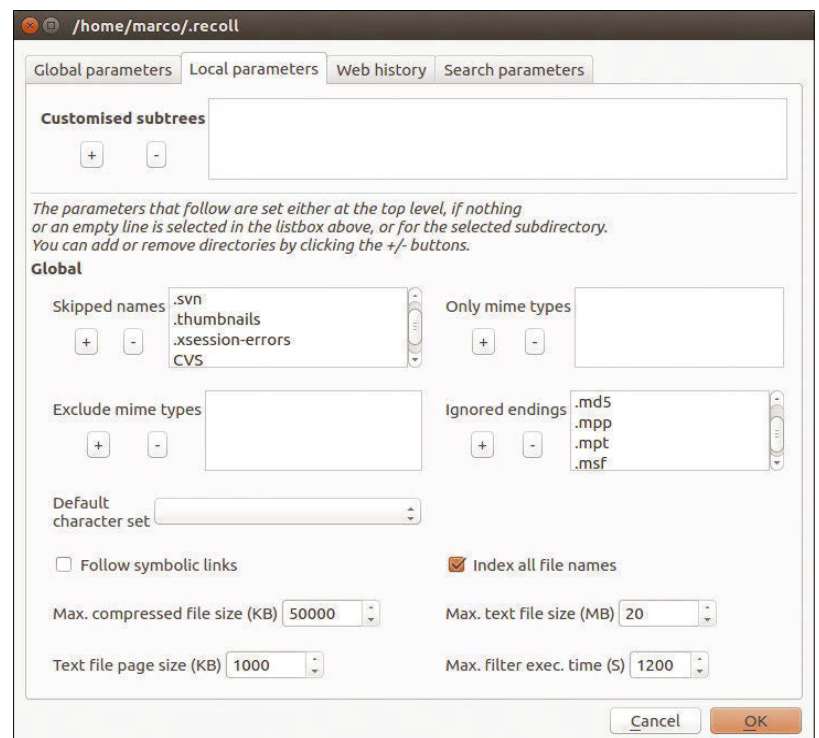 /home/marco/.recoll
Global parameters
Local parameters
Web history
Search parameters
Customised subtrees
+
-
The parameters that follow are set either at the top level, if nothing
or an empty line is selected in the listbox above, or for the selected subdirectory.
You can add or remove directories by clicking the +/- buttons.
Global
Skipped names
+
-
.svn
.thumbnails
.xsession-errors
CVS
Only mime types
+
-
Exclude mime types
+
-
Ignored endings
+
-
.md5
.mpp
.mpt
.msf
Default
character set
Follow symbolic links
Index all file names
Max. compressed file size (KB) 50000
Max. text file size (MB) 20
Text file page size (KB) 1000
Max. filter exec. time (S) 1200
Cancel
OK